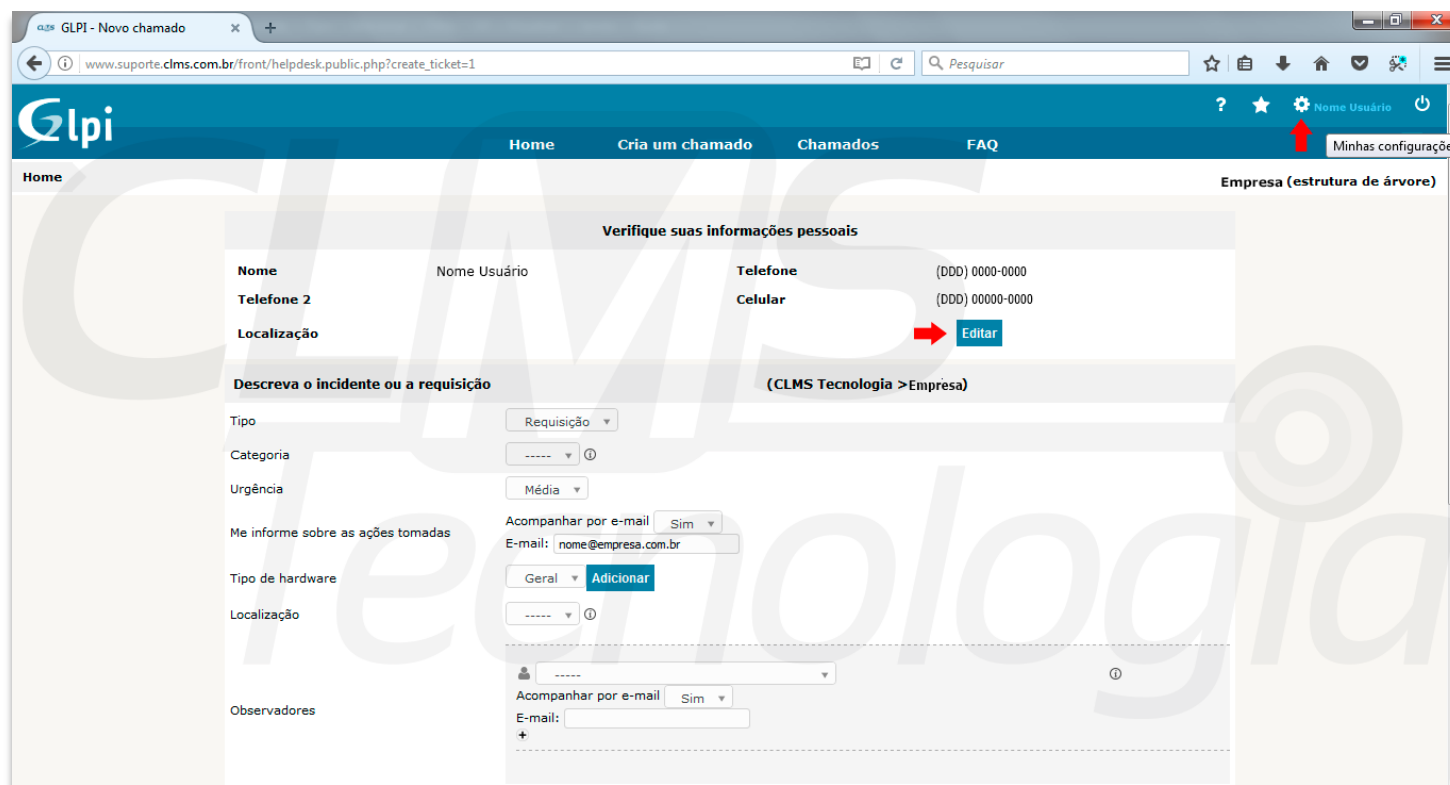 CLMS GLPI - Novo chamado
www.suporte.clms.com.br/front/helpdesk.public.php?create_ticket=1
Pesquisar
Glpi
? Nome Usuário
Home Cria um chamado Chamados FAQ
Minhas configuraçõe
Home
Empresa (estrutura de árvore)
Verifique suas informações pessoais
Nome Nome Usuário Telefone (DDD) 0000-0000
Telefone 2 Celular (DDD) 00000-0000
Localização Editar
Descreva o incidente ou a requisição (CLMS Tecnologia >Empresa)
Tipo Requisição
Categoria -----
Urgência Média
Me informe sobre as ações tomadas
Acompanhar por e-mail Sim
E-mail: nome@empresa.com.br
Tipo de hardware Geral Adicionar
Localização -----
-----
Observadores
Acompanhar por e-mail Sim
E-mail:
+
CLMS
Tecnologia